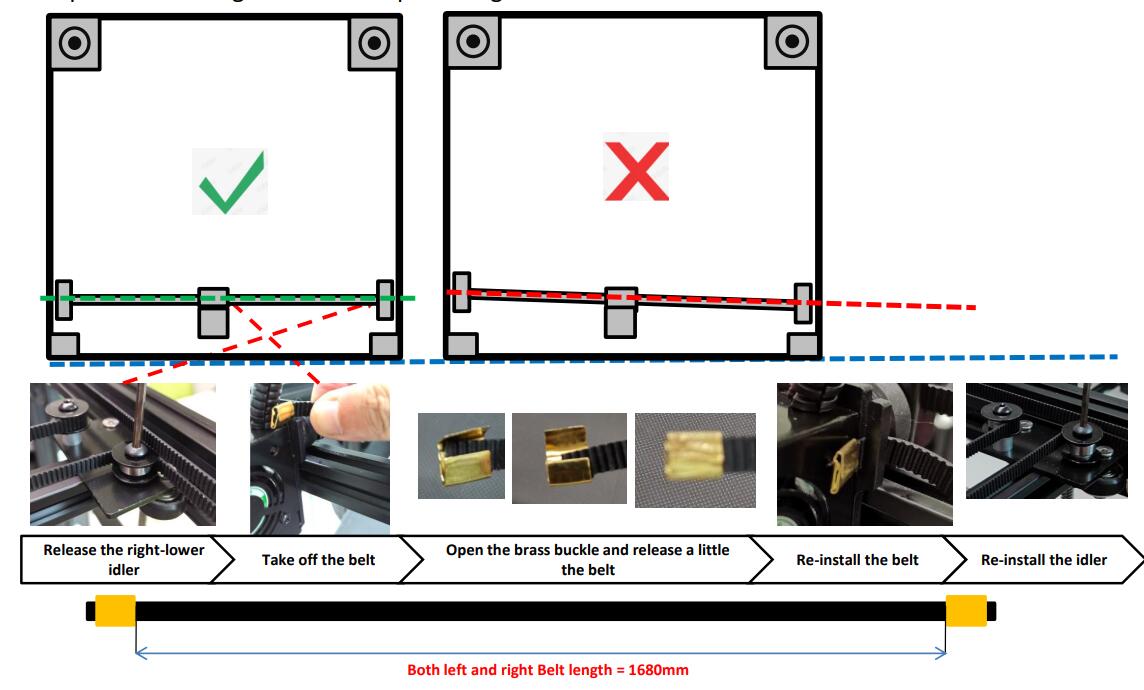 Release the right-lower
idler
Take off the belt
Open the brass buckle and release a little
the belt
Re-install the belt
Re-install the idler
Both left and right Belt length = 1680mm